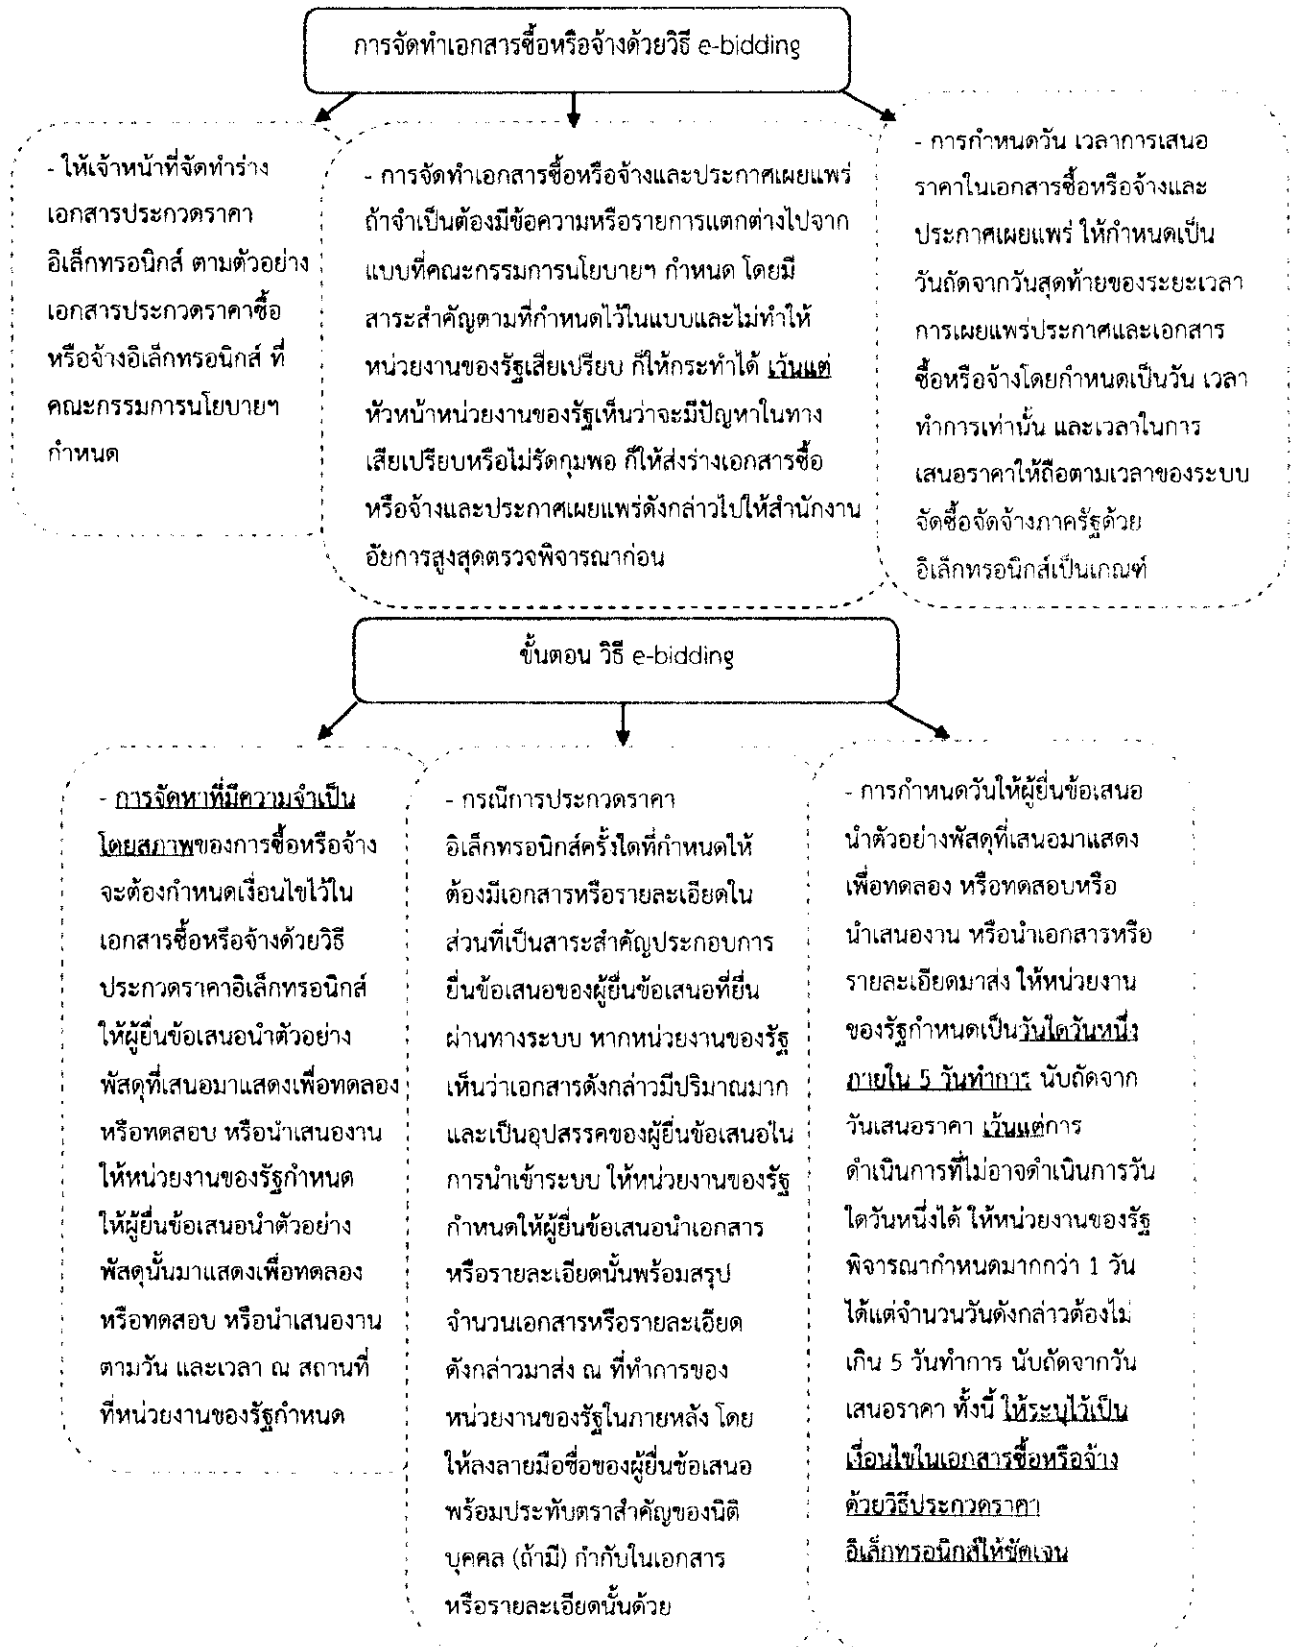 การจัดทำเอกสารซื้อหรือจ้างด้วยวิธี e-bidding
- ให้เจ้าหน้าที่จัดทำร่าง
เอกสารประกวดราคา
อิเล็กทรอนิกส์ ตามตัวอย่าง
เอกสารประกวดราคาซื้อ
หรือจ้างอิเล็กทรอนิกส์ ที่
คณะกรรมการนโยบายฯ
กำหนด
- การจัดทำเอกสารซื้อหรือจ้างและประกาศเผยแพร่
ถ้าจำเป็นต้องมีข้อความหรือรายการแตกต่างไปจาก
แบบที่คณะกรรมการนโยบายฯ กำหนด โดยมี
สาระสำคัญตามที่กำหนดไว้ในแบบและไม่ทำให้
หน่วยงานของรัฐเสียเปรียบ ก็ให้กระทำได้ เว้นแต่
หัวหน้าหน่วยงานของรัฐเห็นว่าจะมีปัญหาในทาง
เสียเปรียบหรือไม่รัดกุมพอ ก็ให้ส่งร่างเอกสารซื้อ
หรือจ้างและประกาศเผยแพร่ดังกล่าวไปให้สำนักงาน
อัยการสูงสุดตรวจพิจารณาก่อน
- การกำหนดวัน เวลาการเสนอ
ราคาในเอกสารซื้อหรือจ้างและ
ประกาศเผยแพร่ ให้กำหนดเป็น
วันถัดจากวันสุดท้ายของระยะเวลา
การเผยแพร่ประกาศและเอกสาร
ซื้อหรือจ้างโดยกำหนดเป็นวัน เวลา
ทำการเท่านั้น และเวลาในการ
เสนอราคาให้ถือตามเวลาของระบบ
จัดซื้อจัดจ้างภาครัฐด้วย
อิเล็กทรอนิกส์เป็นเกณฑ์
ขั้นตอน วิธี e-bidding
- การจัดหาที่มีความจำเป็น
โดยสภาพของการซื้อหรือจ้าง
จะต้องกำหนดเงื่อนไขไว้ใน
เอกสารซื้อหรือจ้างด้วยวิธี
ประกวดราคาอิเล็กทรอนิกส์
ให้ผู้ยื่นข้อเสนอนำตัวอย่าง
พัสดุที่เสนอมาแสดงเพื่อทดลอง
หรือทดสอบ หรือนำเสนองาน
ให้หน่วยงานของรัฐกำหนด
ให้ผู้ยื่นข้อเสนอนำตัวอย่าง
พัสดุนั้นมาแสดงเพื่อทดลอง
หรือทดสอบ หรือนำเสนองาน
ตามวัน และเวลา ณ สถานที่
ที่หน่วยงานของรัฐกำหนด
- กรณีการประกวดราคา
อิเล็กทรอนิกส์ครั้งใดที่กำหนดให้
ต้องมีเอกสารหรือรายละเอียดใน
ส่วนที่เป็นสาระสำคัญประกอบการ
ยื่นข้อเสนอของผู้ยื่นข้อเสนอที่ยื่น
ผ่านทางระบบ หากหน่วยงานของรัฐ
เห็นว่าเอกสารดังกล่าวมีปริมาณมาก
และเป็นอุปสรรคของผู้ยื่นข้อเสนอใน
การนำเข้าระบบ ให้หน่วยงานของรัฐ
กำหนดให้ผู้ยื่นข้อเสนอนำเอกสาร
หรือรายละเอียดนั้นพร้อมสรุป
จำนวนเอกสารหรือรายละเอียด
ดังกล่าวมาส่ง ณ ที่ทำการของ
หน่วยงานของรัฐในภายหลัง โดย
ให้ลงลายมือชื่อของผู้ยื่นข้อเสนอ
พร้อมประทับตราสำคัญของนิติ
บุคคล (ถ้ามี) กำกับในเอกสาร
หรือรายละเอียดนั้นด้วย
- การกำหนดวันให้ผู้ยื่นข้อเสนอ
นำตัวอย่างพัสดุที่เสนอมาแสดง
เพื่อทดลอง หรือทดสอบหรือ
นำเสนองาน หรือนำเอกสารหรือ
รายละเอียดมาส่ง ให้หน่วยงาน
ของรัฐกำหนดเป็นวันใดวันหนึ่ง
ภายใน 5 วันทำการ นับถัดจาก
วันเสนอราคา เว้นแต่การ
ดำเนินการที่ไม่อาจดำเนินการวัน
ใดวันหนึ่งได้ ให้หน่วยงานของรัฐ
พิจารณากำหนดมากกว่า 1 วัน
ได้แต่จำนวนวันดังกล่าวต้องไม่
เกิน 5 วันทำการ นับถัดจากวัน
เสนอราคา ทั้งนี้ ให้ระบุไว้เป็น
เงื่อนไขในเอกสารซื้อหรือจ้าง
ด้วยวิธีประกวดราคา
อิเล็กทรอนิกส์ให้ชัดเจน